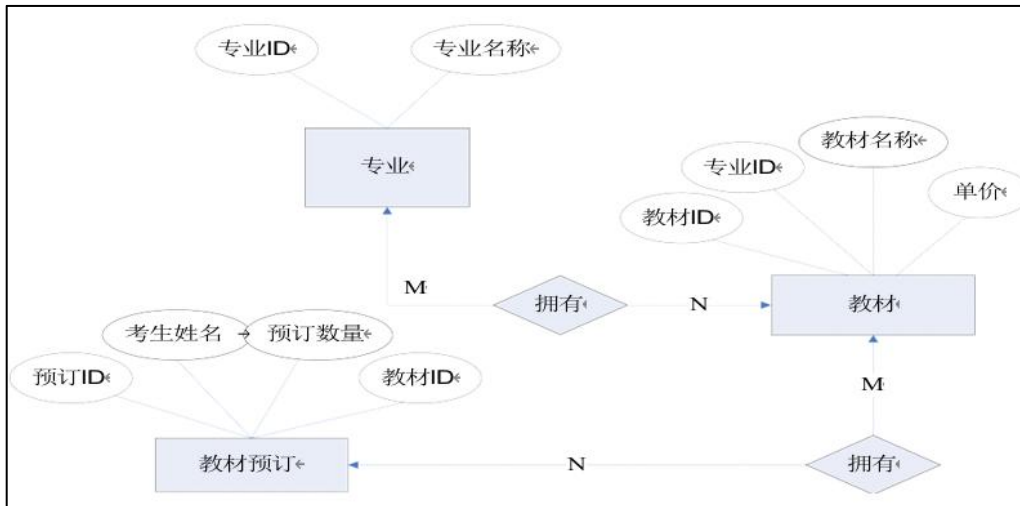 专业ID
专业名称
专业
教材名称
专业ID
单价
教材ID
教材
M
拥有
N
考生姓名
预订数量
预订ID
教材ID
M
教材预订
N
拥有